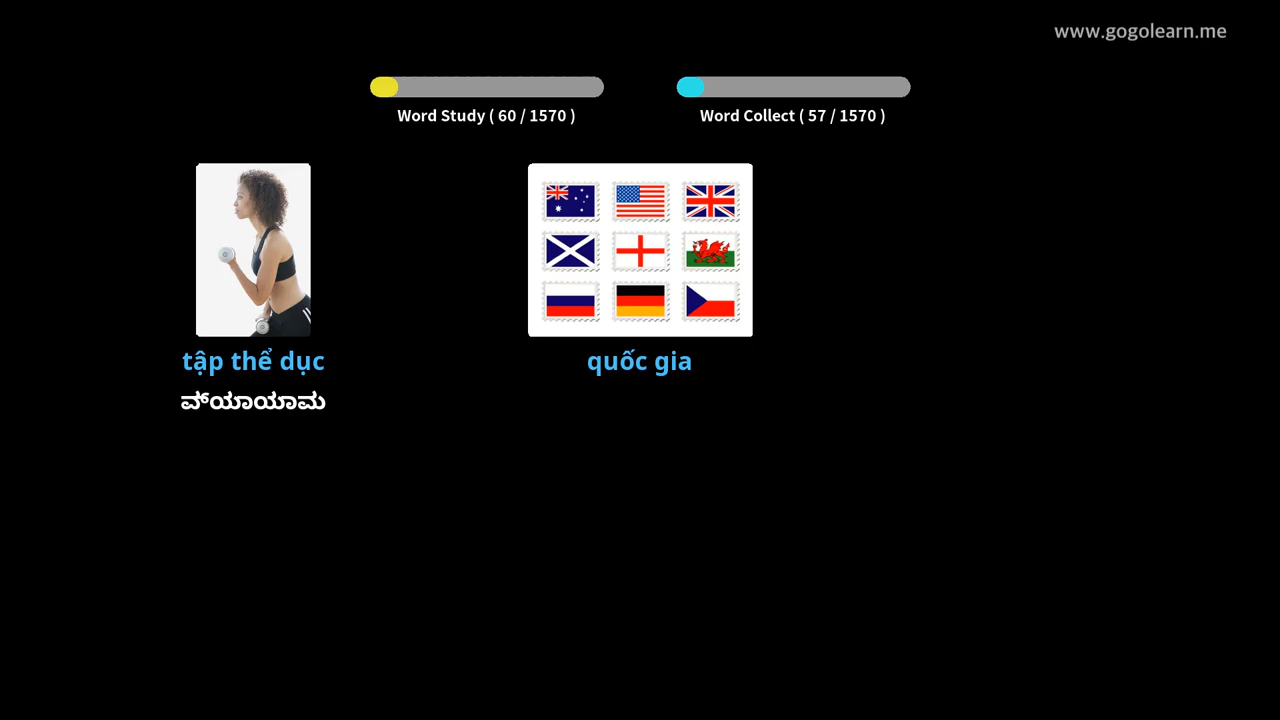 www.gogolearn.me
Word Study ( 60 / 1570 )
Word Collect ( 57 / 1570 )
tập thể dục
quốc gia
ವ್ಯಾಯಾಮ